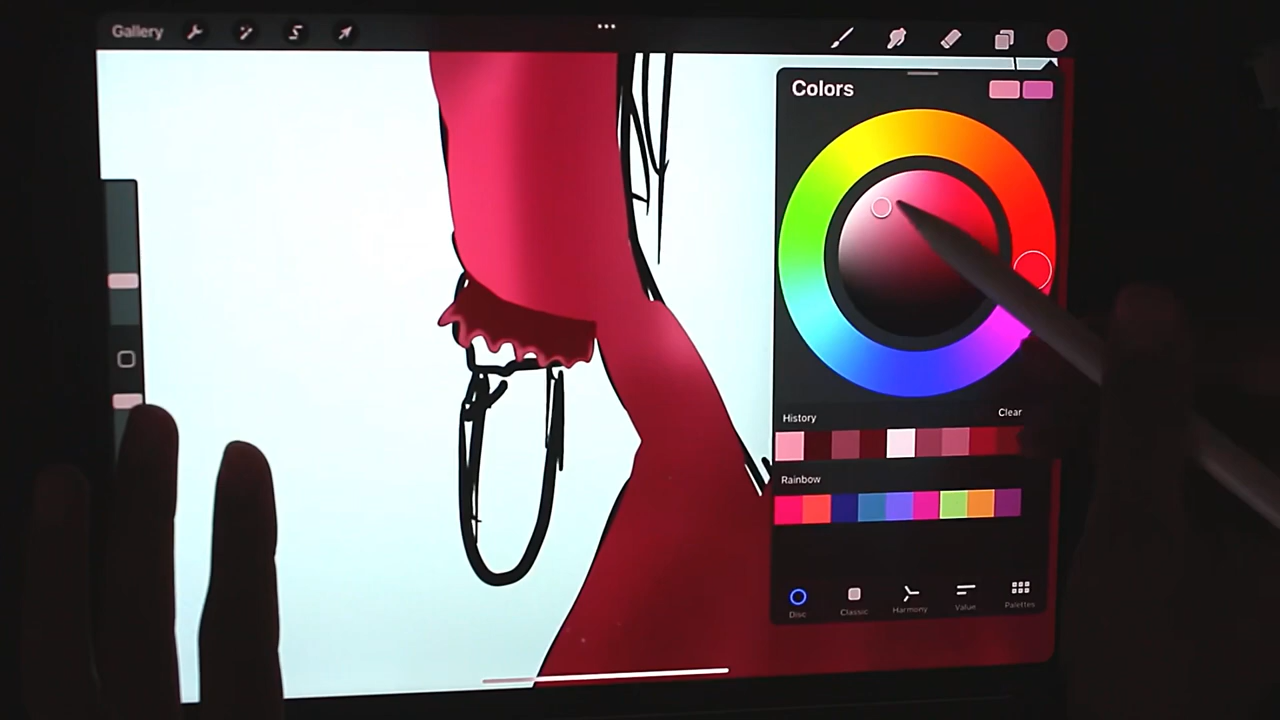 Gallery
Colors
History Clear
Rainbow
Disc Classic Harmony Value Palettes